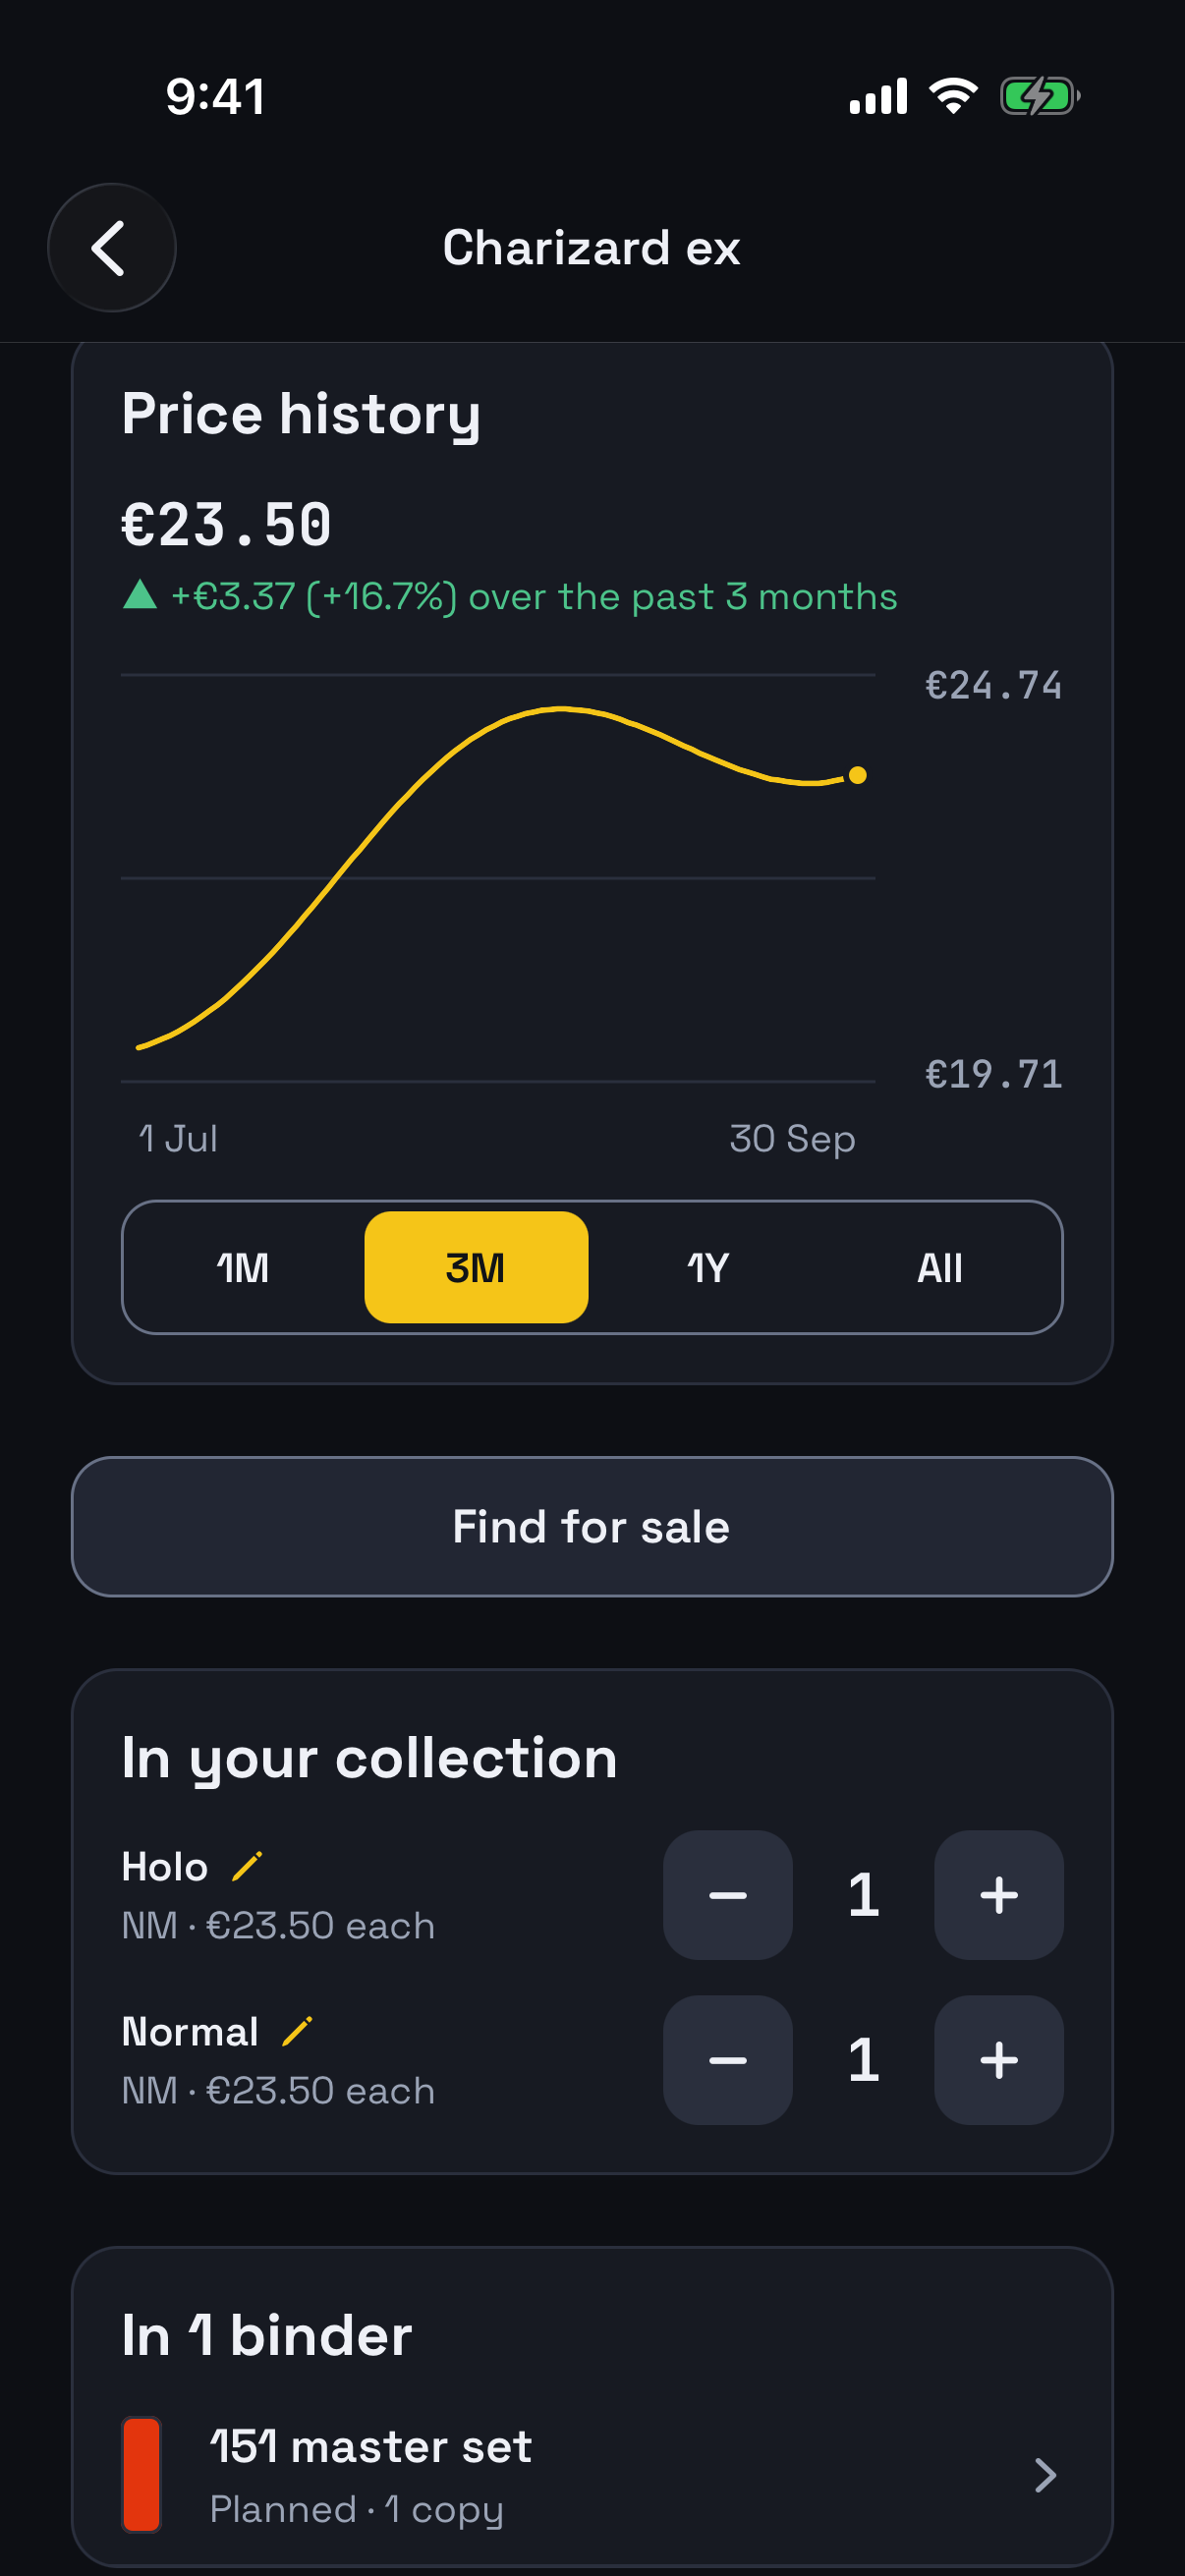 9:41
Charizard ex
Price history
€23.50
▲ +€3.37 (+16.7%) over the past 3 months
€24.74
€19.71
1 Jul
30 Sep
1M
3M
1Y
All
Find for sale
In your collection
Holo
NM · €23.50 each
− 1 +
Normal
NM · €23.50 each
− 1 +
In 1 binder
151 master set
Planned · 1 copy